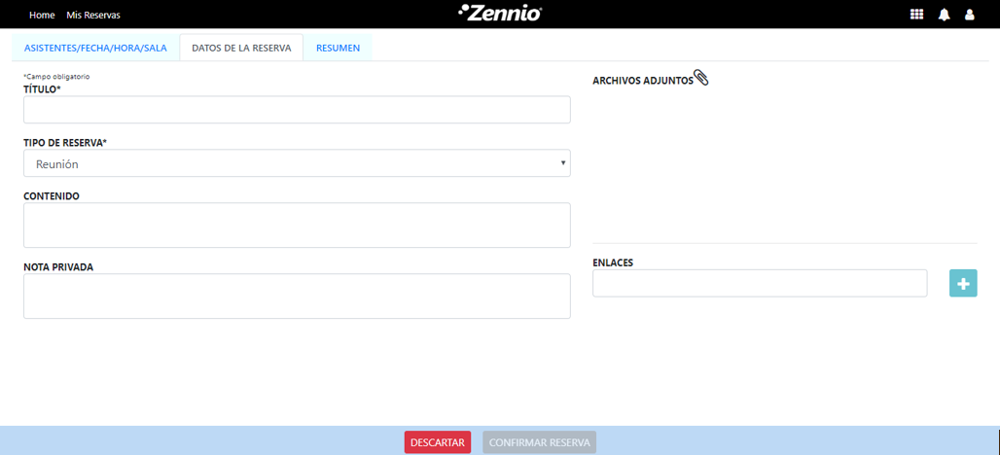 Home Mis Reservas Zennio
ASISTENTES/FECHA/HORA/SALA DATOS DE LA RESERVA RESUMEN
*Campo obligatorio
TÍTULO*
TIPO DE RESERVA*
Reunión
CONTENIDO
NOTA PRIVADA
ARCHIVOS ADJUNTOS
ENLACES
DESCARTAR CONFIRMAR RESERVA